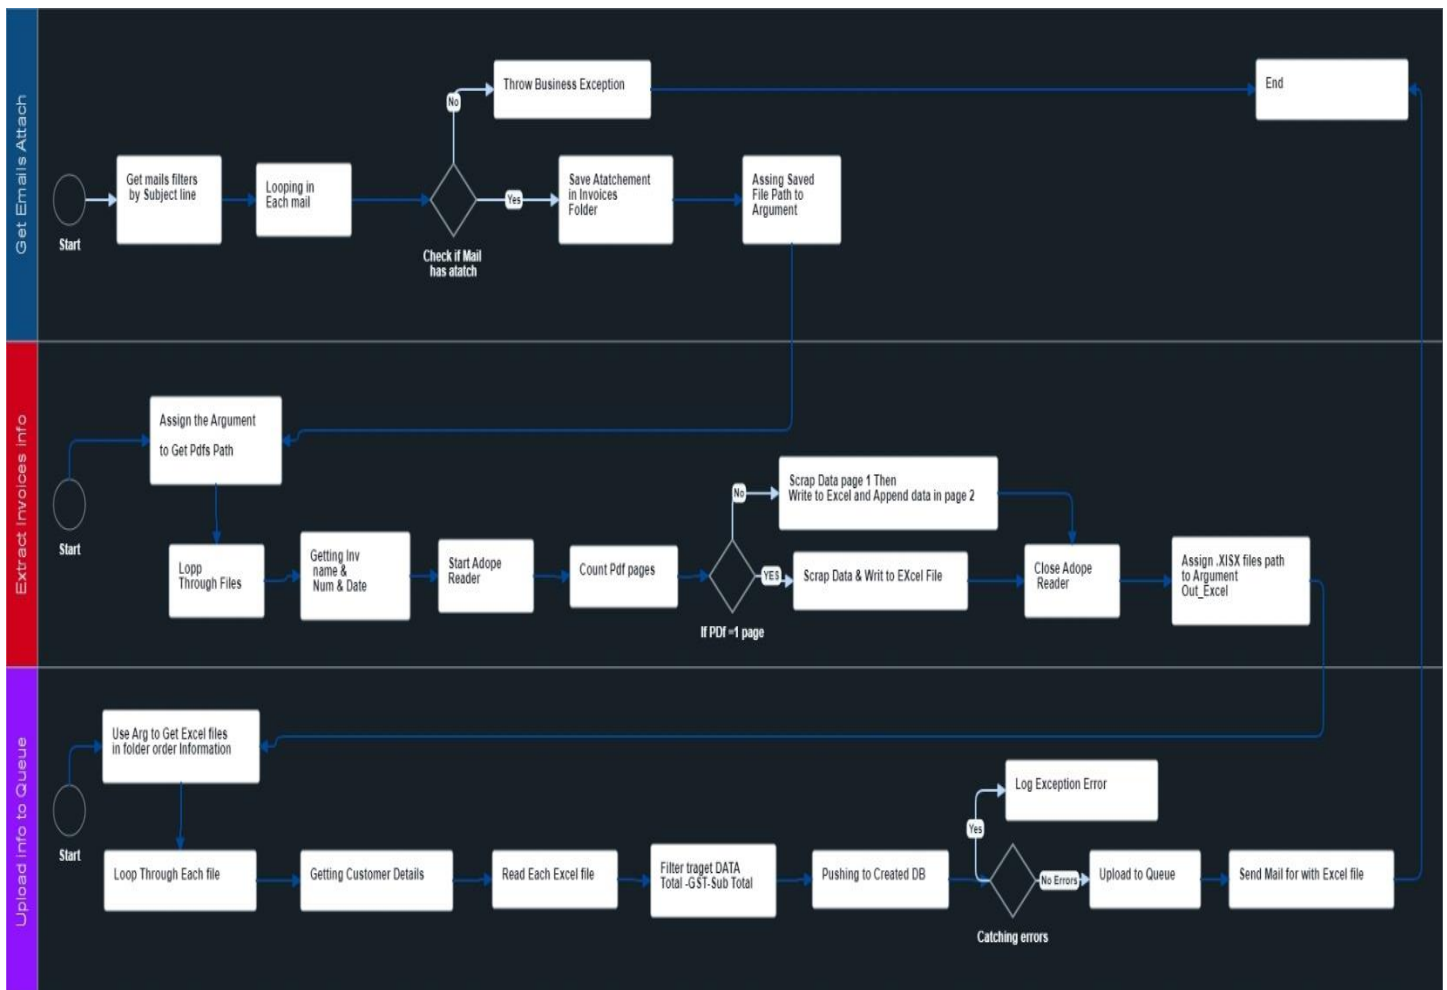 Get Emails Attach
Start
Get mails filters
by Subject line
Looping in
Each mail
Check if Mail
has atatch
No
Throw Business Exception
End
Yes
Save Atatchement
in Invoices
Folder
Assing Saved
File Path to
Argument
Extract Invoices info
Start
Assign the Argument
to Get Pdfs Path
Lopp
Through Files
Getting Inv
name &
Num & Date
Start Adope
Reader
Count Pdf pages
If PDf =1 page
No
Scrap Data page 1 Then
Write to Excel and Append data in page 2
YES
Scrap Data & Writ to EXcel File
Close Adope
Reader
Assign .XlSX files path
to Argument
Out_Excel
Upload info to Queue
Start
Use Arg to Get Excel files
in folder order Information
Loop Through Each file
Getting Customer Details
Read Each Excel file
Filter traget DATA
Total -GST-Sub Total
Pushing to Created DB
Catching errors
Yes
Log Exception Error
No Errors
Upload to Queue
Send Mail for with Excel file